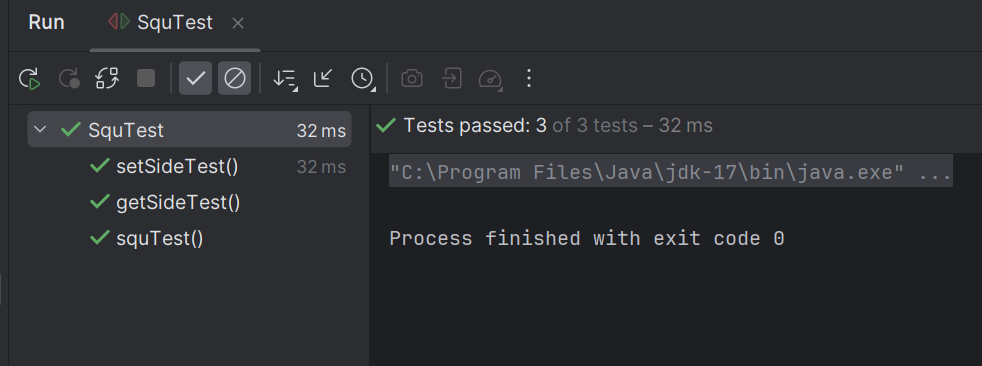 Run SquTest
SquTest 32 ms
setSideTest() 32 ms
getSideTest()
squTest()
Tests passed: 3 of 3 tests – 32 ms
"C:\Program Files\Java\jdk-17\bin\java.exe" ...
Process finished with exit code 0